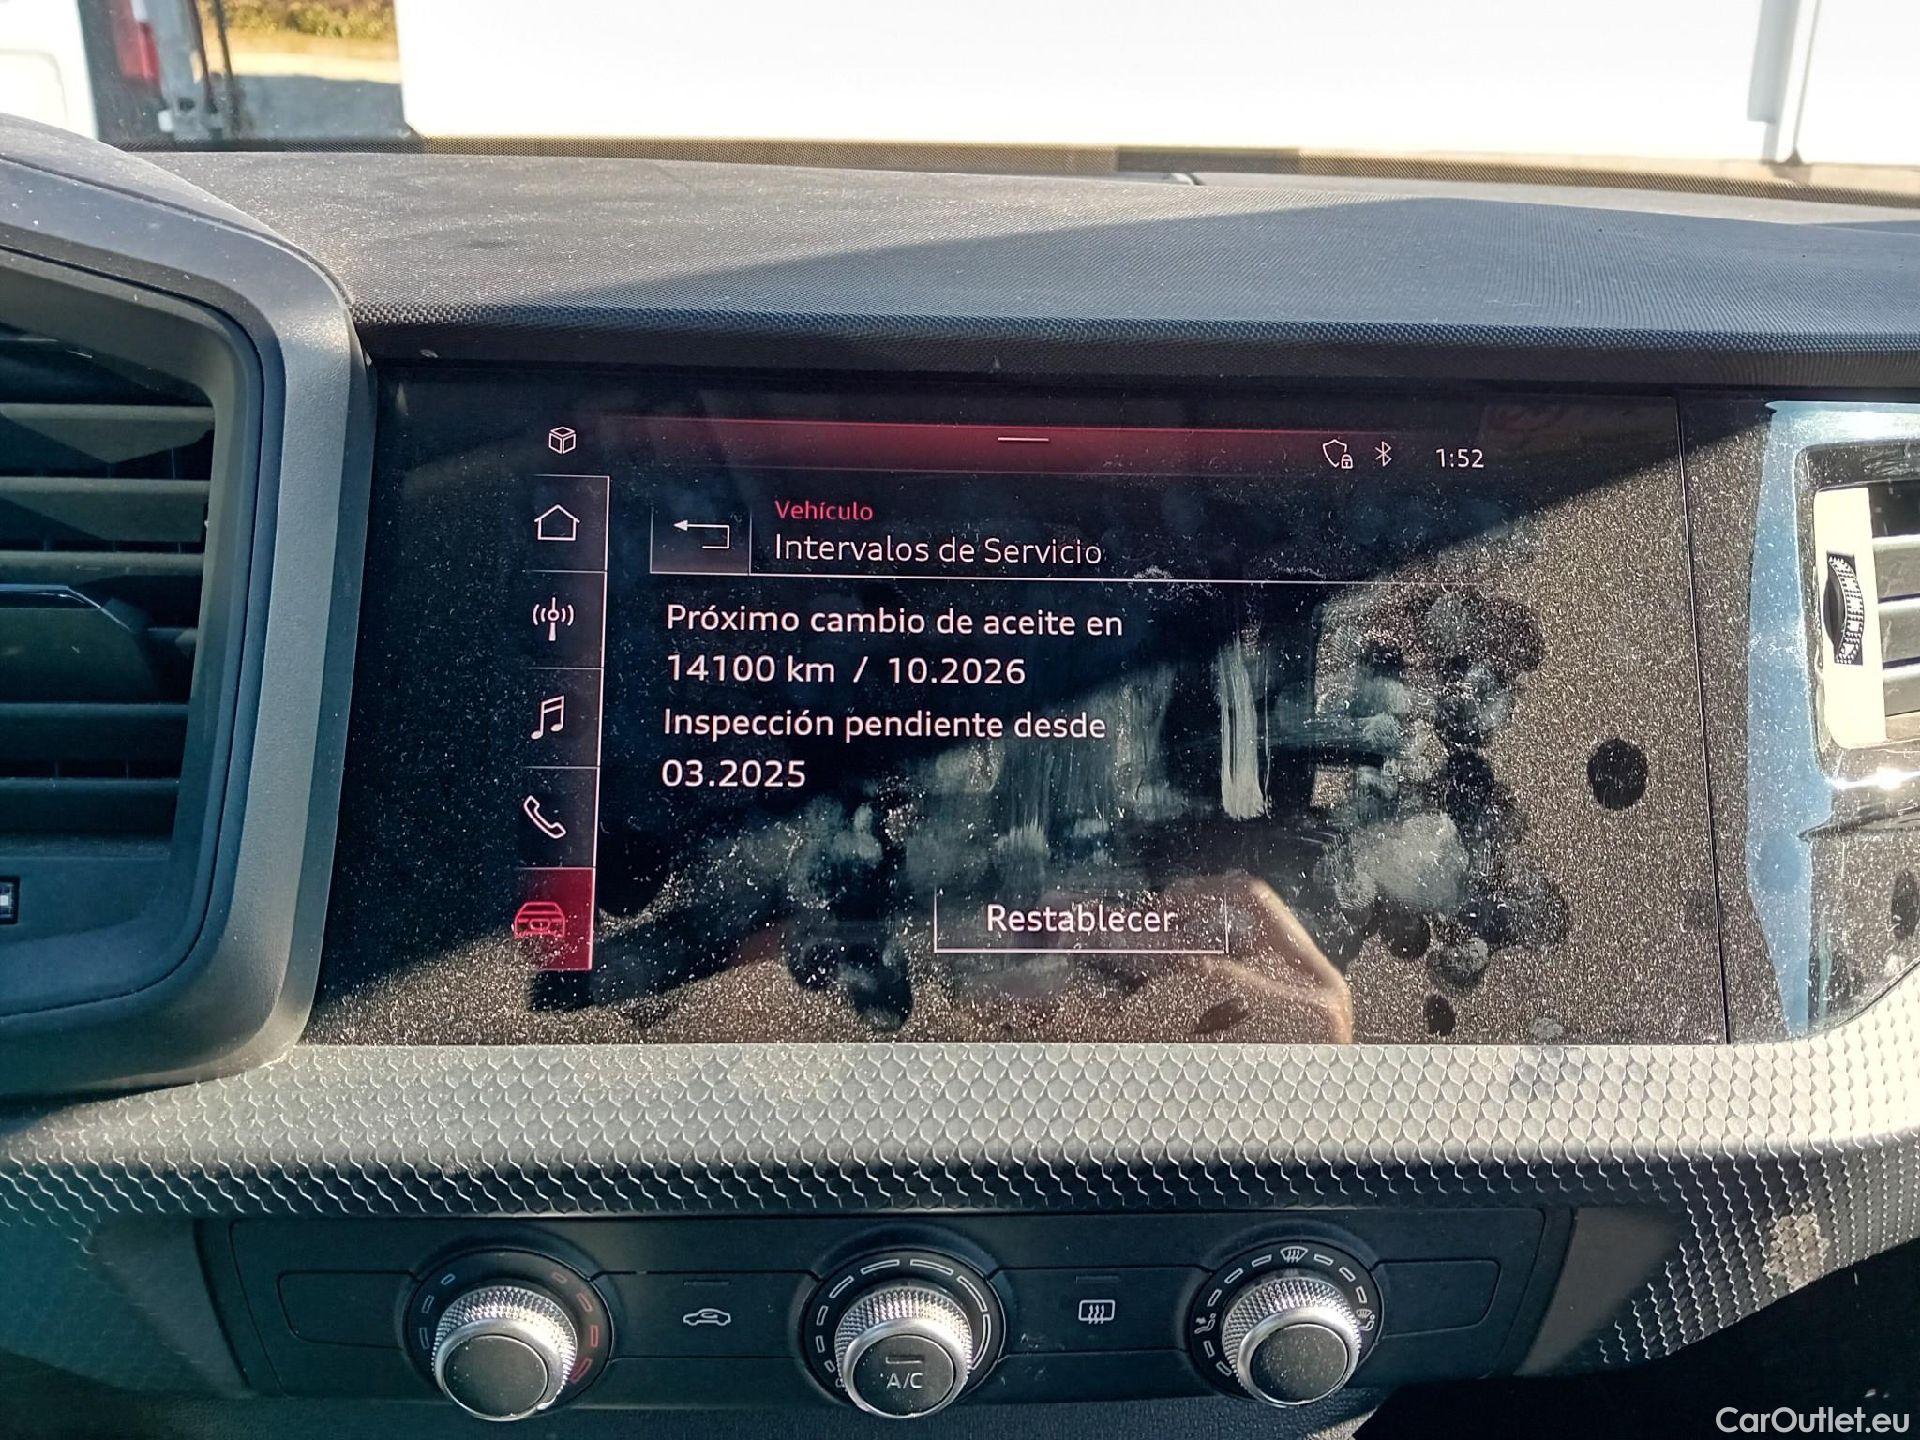 1:52
Vehículo
Intervalos de Servicio
Próximo cambio de aceite en
14100 km / 10.2026
Inspección pendiente desde
03.2025
Restablecer
A/C
CarOutlet.eu